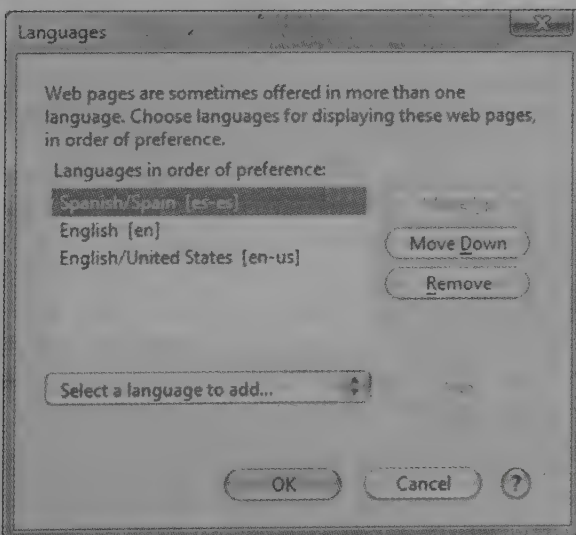 Languages
Web pages are sometimes offered in more than one
language. Choose languages for displaying these web pages,
in order of preference.
Languages in order of preference:
Spanish/Spain [es-es]
English [en]
English/United States [en-us]
Move Down
Remove
Select a language to add...
OK
Cancel
?